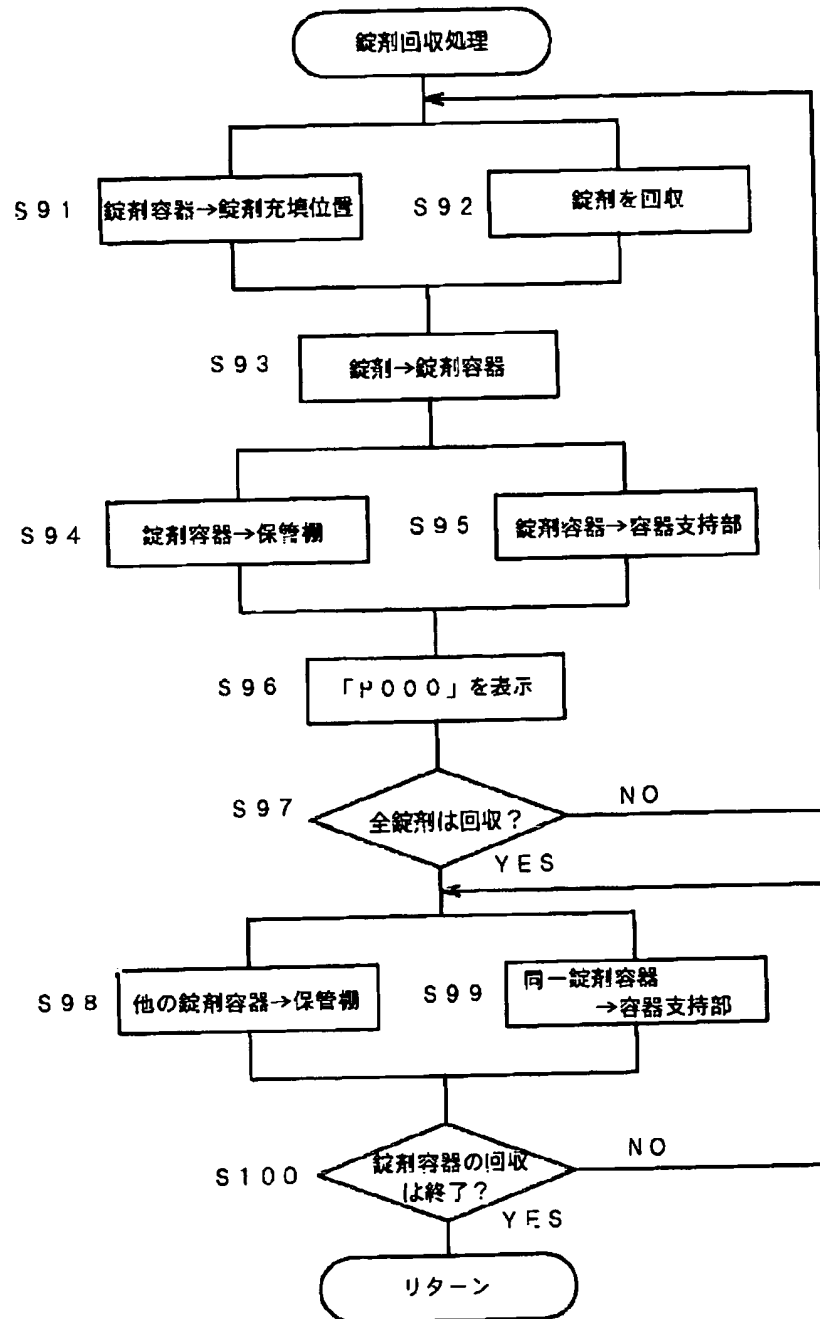 錠剤回収処理
S91
錠剤容器→錠剤充填位置
S92
錠剤を回収
S93
錠剤→錠剤容器
S94
錠剤容器→保管棚
S95
錠剤容器→容器支持部
S96
「P000」を表示
S97
全錠剤は回収？
NO
YES
S98
他の錠剤容器→保管棚
S99
同一錠剤容器
→容器支持部
S100
錠剤容器の回収
は終了？
NO
YES
リターン